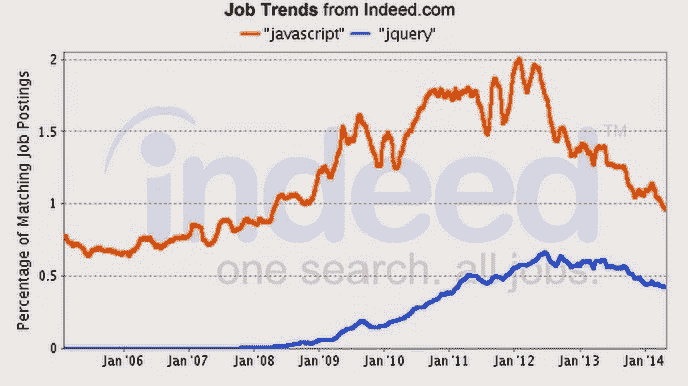 Job Trends from Indeed.com
"javascript" "jquery"
Percentage of Matching Job Postings
2
1.5
1
0.5
0
indeed™
one search. all jobs.
Jan'06 Jan'07 Jan'08 Jan'09 Jan'10 Jan'11 Jan'12 Jan'13 Jan'14